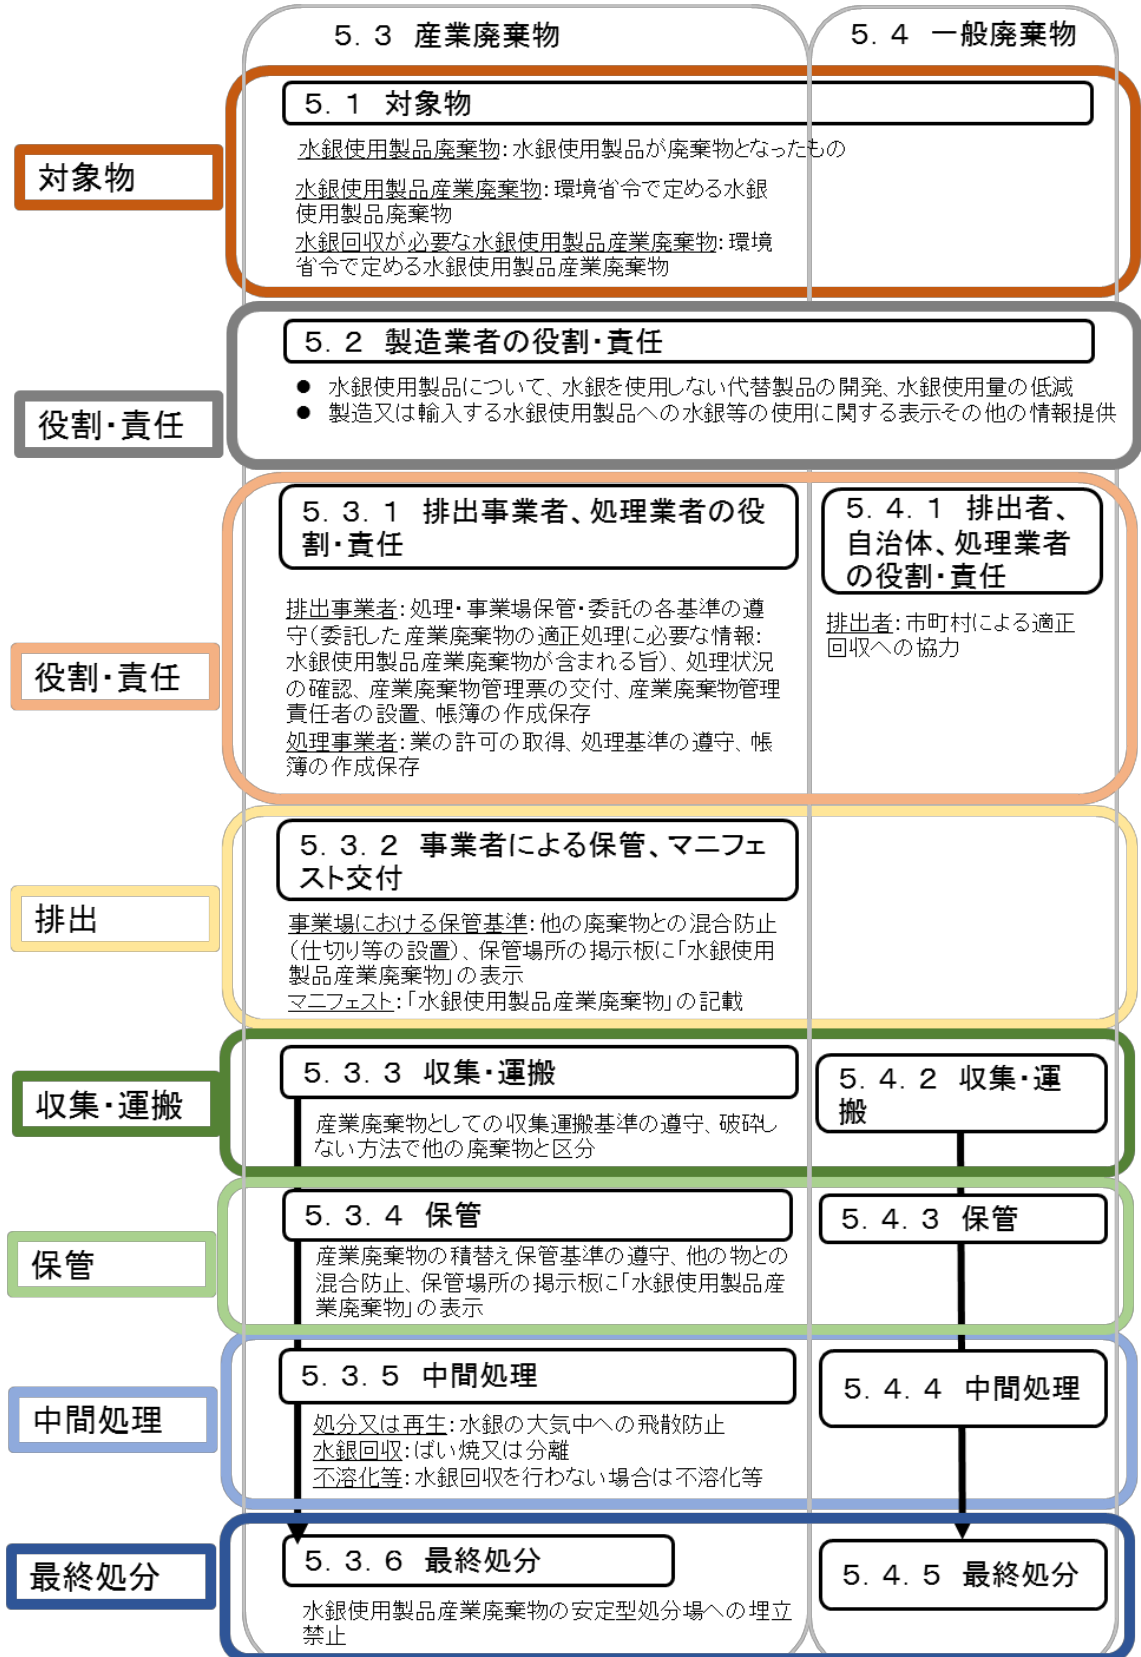 5．3 産業廃棄物
5．4 一般廃棄物
対象物
5．1 対象物
水銀使用製品廃棄物：水銀使用製品が廃棄物となったもの
水銀使用製品産業廃棄物：環境省令で定める水銀
使用製品廃棄物
水銀回収が必要な水銀使用製品産業廃棄物：環境
省令で定める水銀使用製品産業廃棄物
役割・責任
5．2 製造業者の役割・責任
● 水銀使用製品について、水銀を使用しない代替製品の開発、水銀使用量の低減
● 製造又は輸入する水銀使用製品への水銀等の使用に関する表示その他の情報提供
役割・責任
5．3．1 排出事業者、処理業者の役
割・責任
排出事業者：処理・事業場保管・委託の各基準の遵
守（委託した産業廃棄物の適正処理に必要な情報：
水銀使用製品産業廃棄物が含まれる旨）、処理状況
の確認、産業廃棄物管理票の交付、産業廃棄物管理
責任者の設置、帳簿の作成保存
処理事業者：業の許可の取得、処理基準の遵守、帳
簿の作成保存
5．4．1 排出者、
自治体、処理業者
の役割・責任
排出者：市町村による適正
回収への協力
排出
5．3．2 事業者による保管、マニフェ
スト交付
事業場における保管基準：他の廃棄物との混合防止
（仕切り等の設置）、保管場所の掲示板に「水銀使用
製品産業廃棄物」の表示
マニフェスト：「水銀使用製品産業廃棄物」の記載
収集・運搬
5．3．3 収集・運搬
産業廃棄物としての収集運搬基準の遵守、破砕し
ない方法で他の廃棄物と区分
5．4．2 収集・運
搬
保管
5．3．4 保管
産業廃棄物の積替え保管基準の遵守、他の物との
混合防止、保管場所の掲示板に「水銀使用製品産
業廃棄物」の表示
5．4．3 保管
中間処理
5．3．5 中間処理
処分又は再生：水銀の大気中への飛散防止
水銀回収：ばい焼又は分離
不溶化等：水銀回収を行わない場合は不溶化等
5．4．4 中間処理
最終処分
5．3．6 最終処分
水銀使用製品産業廃棄物の安定型処分場への埋立
禁止
5．4．5 最終処分